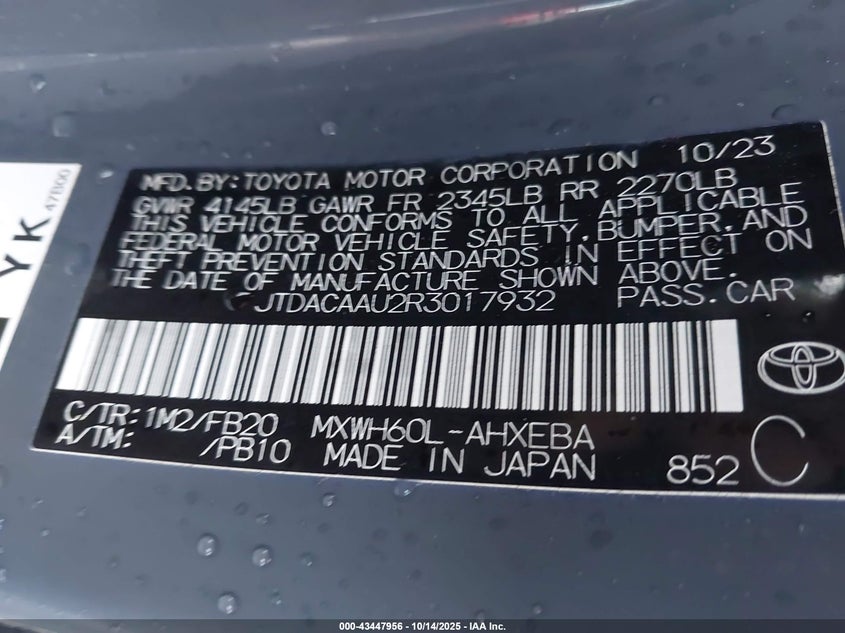 MFD.BY:TOYOTA MOTOR CORPORATION 10/23
GVWR 4145LB GAWR FR 2345LB RR 2270LB
THIS VEHICLE CONFORMS TO ALL APPLICABLE
FEDERAL MOTOR VEHICLE SAFETY, BUMPER, AND
THEFT PREVENTION STANDARDS IN EFFECT ON
THE DATE OF MANUFACTURE SHOWN ABOVE.
JTDACAAU2R3017932 PASS.CAR
C/TR:1M2/FB20 MXWH60L-AHXEBA
A/TM: /PB10 MADE IN JAPAN 852 C
YK
47B00
000-43447956 - 10/14/2025 - IAA Inc.